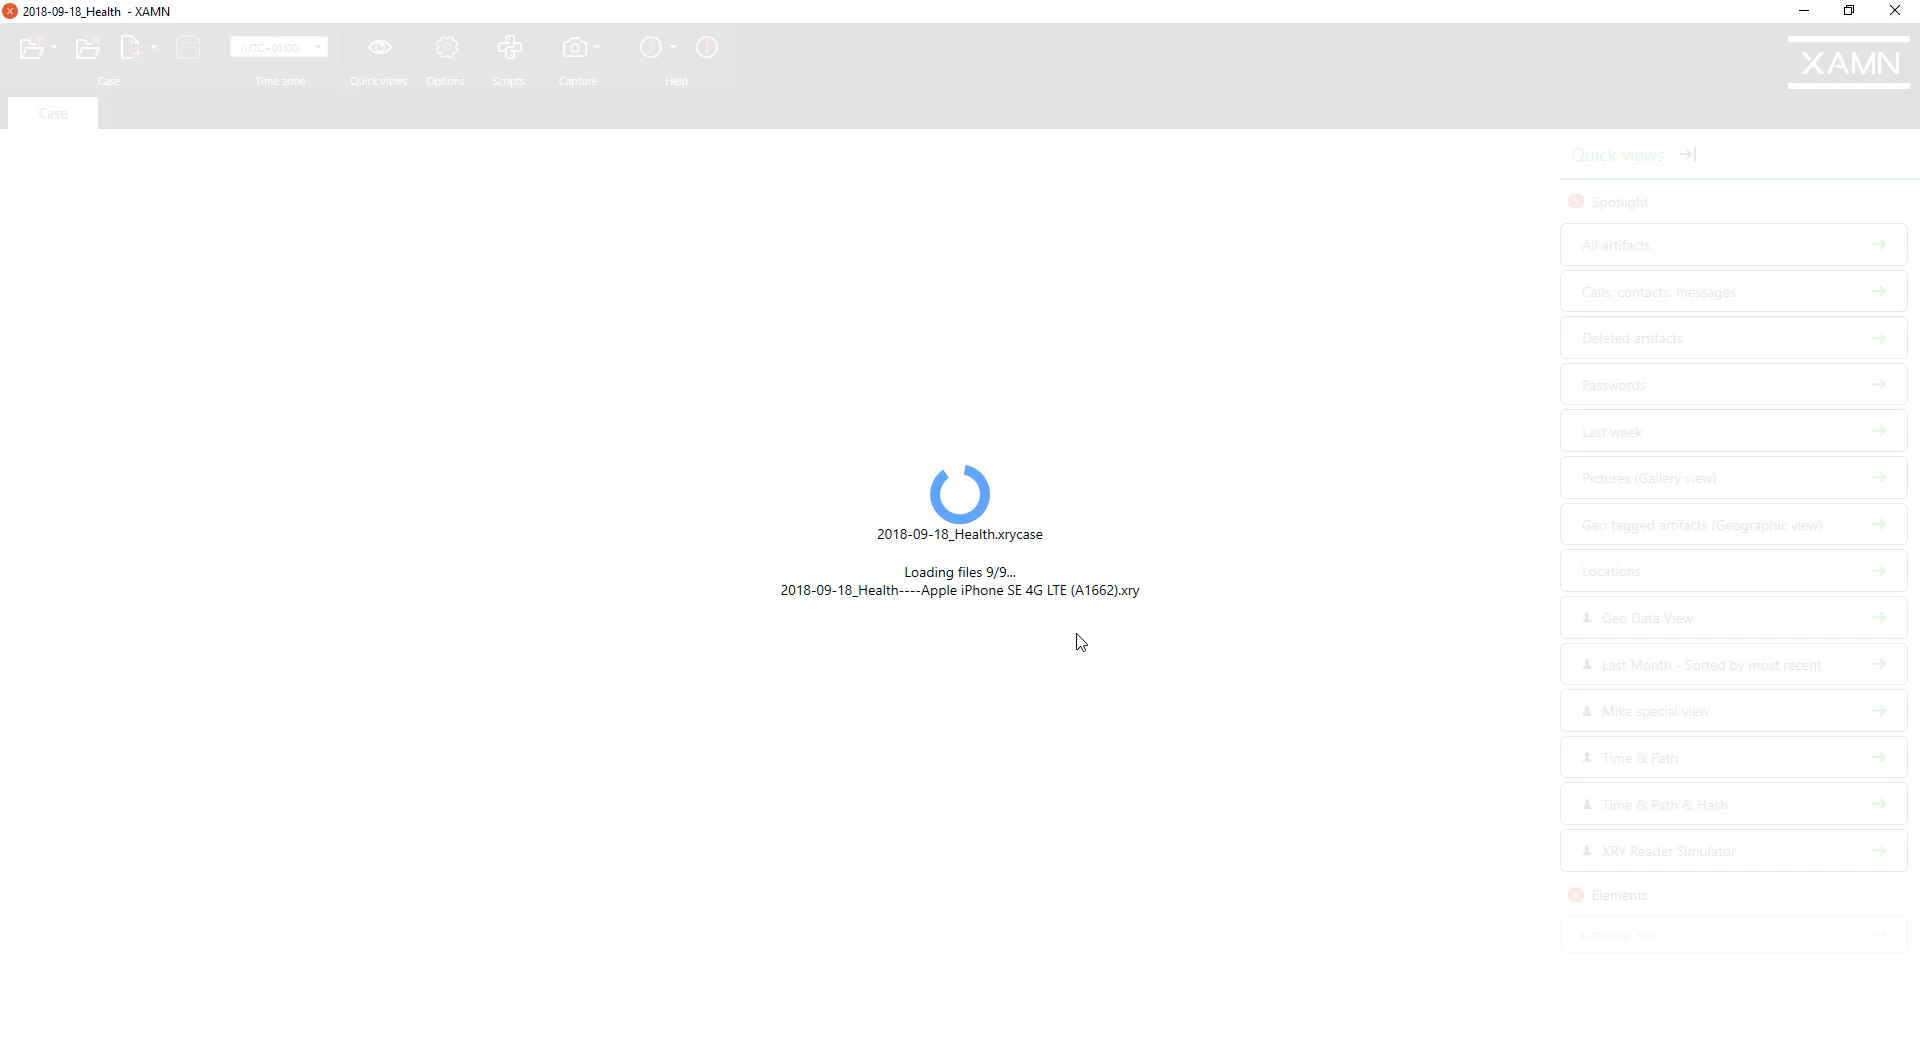 2018-09-18_Health - XAMN
(UTC+01:00)
Case
Time zone
Quick views
Options
Scripts
Capture
Help
XAMN
Case
Quick views
Spotlight
All artifacts
Calls, contacts, messages
Deleted artifacts
Passwords
Last week
Pictures (Gallery view)
Geo tagged artifacts (Geographic view)
Locations
Geo Data View
Last Month - Sorted by most recent
Mike special view
Time & Path
Time & Path & Hash
XRY Reader Simulator
Elements
2018-09-18_Health.xrycase
Loading files 9/9...
2018-09-18_Health----Apple iPhone SE 4G LTE (A1662).xry